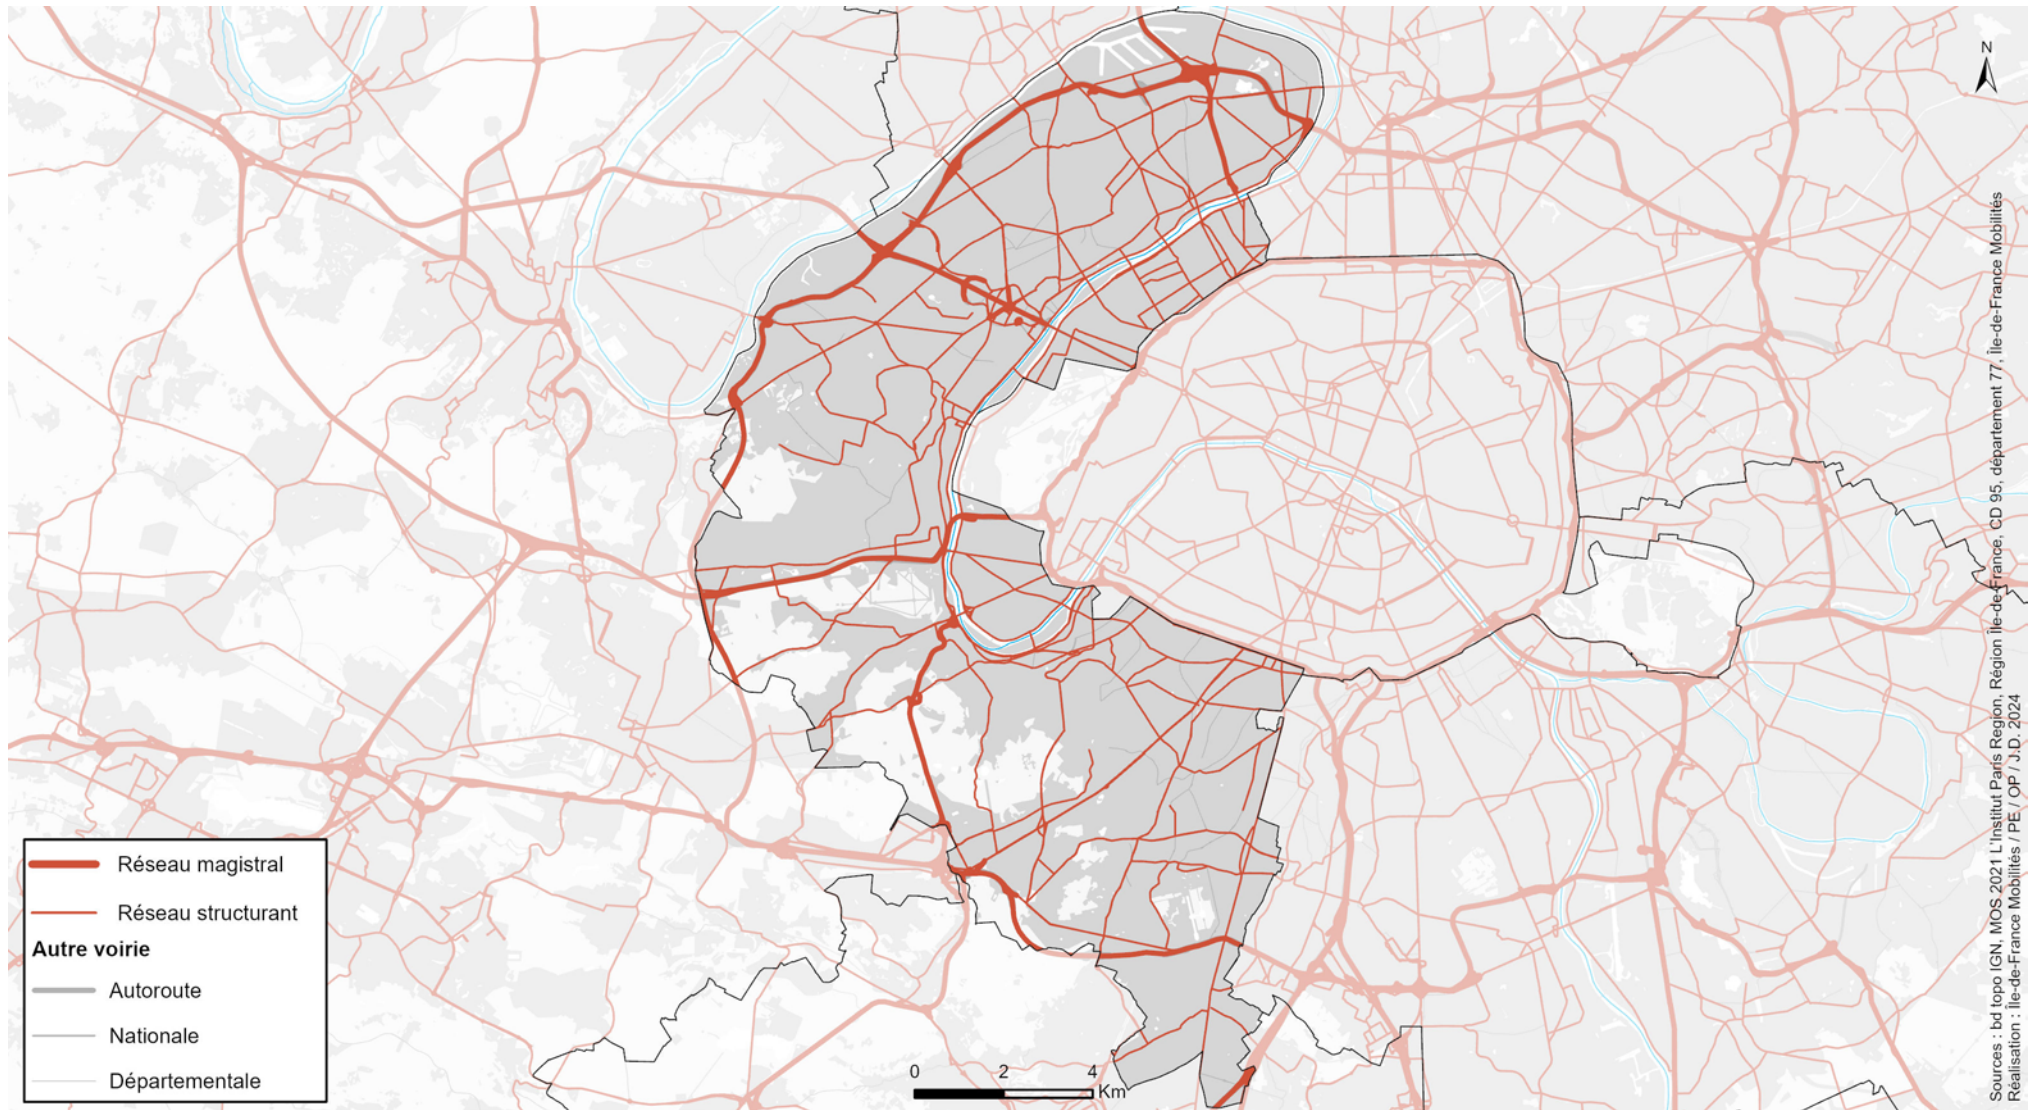 N
Réseau magistral
Réseau structurant
Autre voirie
Autoroute
Nationale
Départementale
0 2 4
Km
Sources : bd topo IGN, MOS 2021 L'Institut Paris Region, Région Île-de-France, CD 95, département 77, Île-de-France Mobilités
Réalisation : Île-de-France Mobilités / PE / OP / J.D. 2024